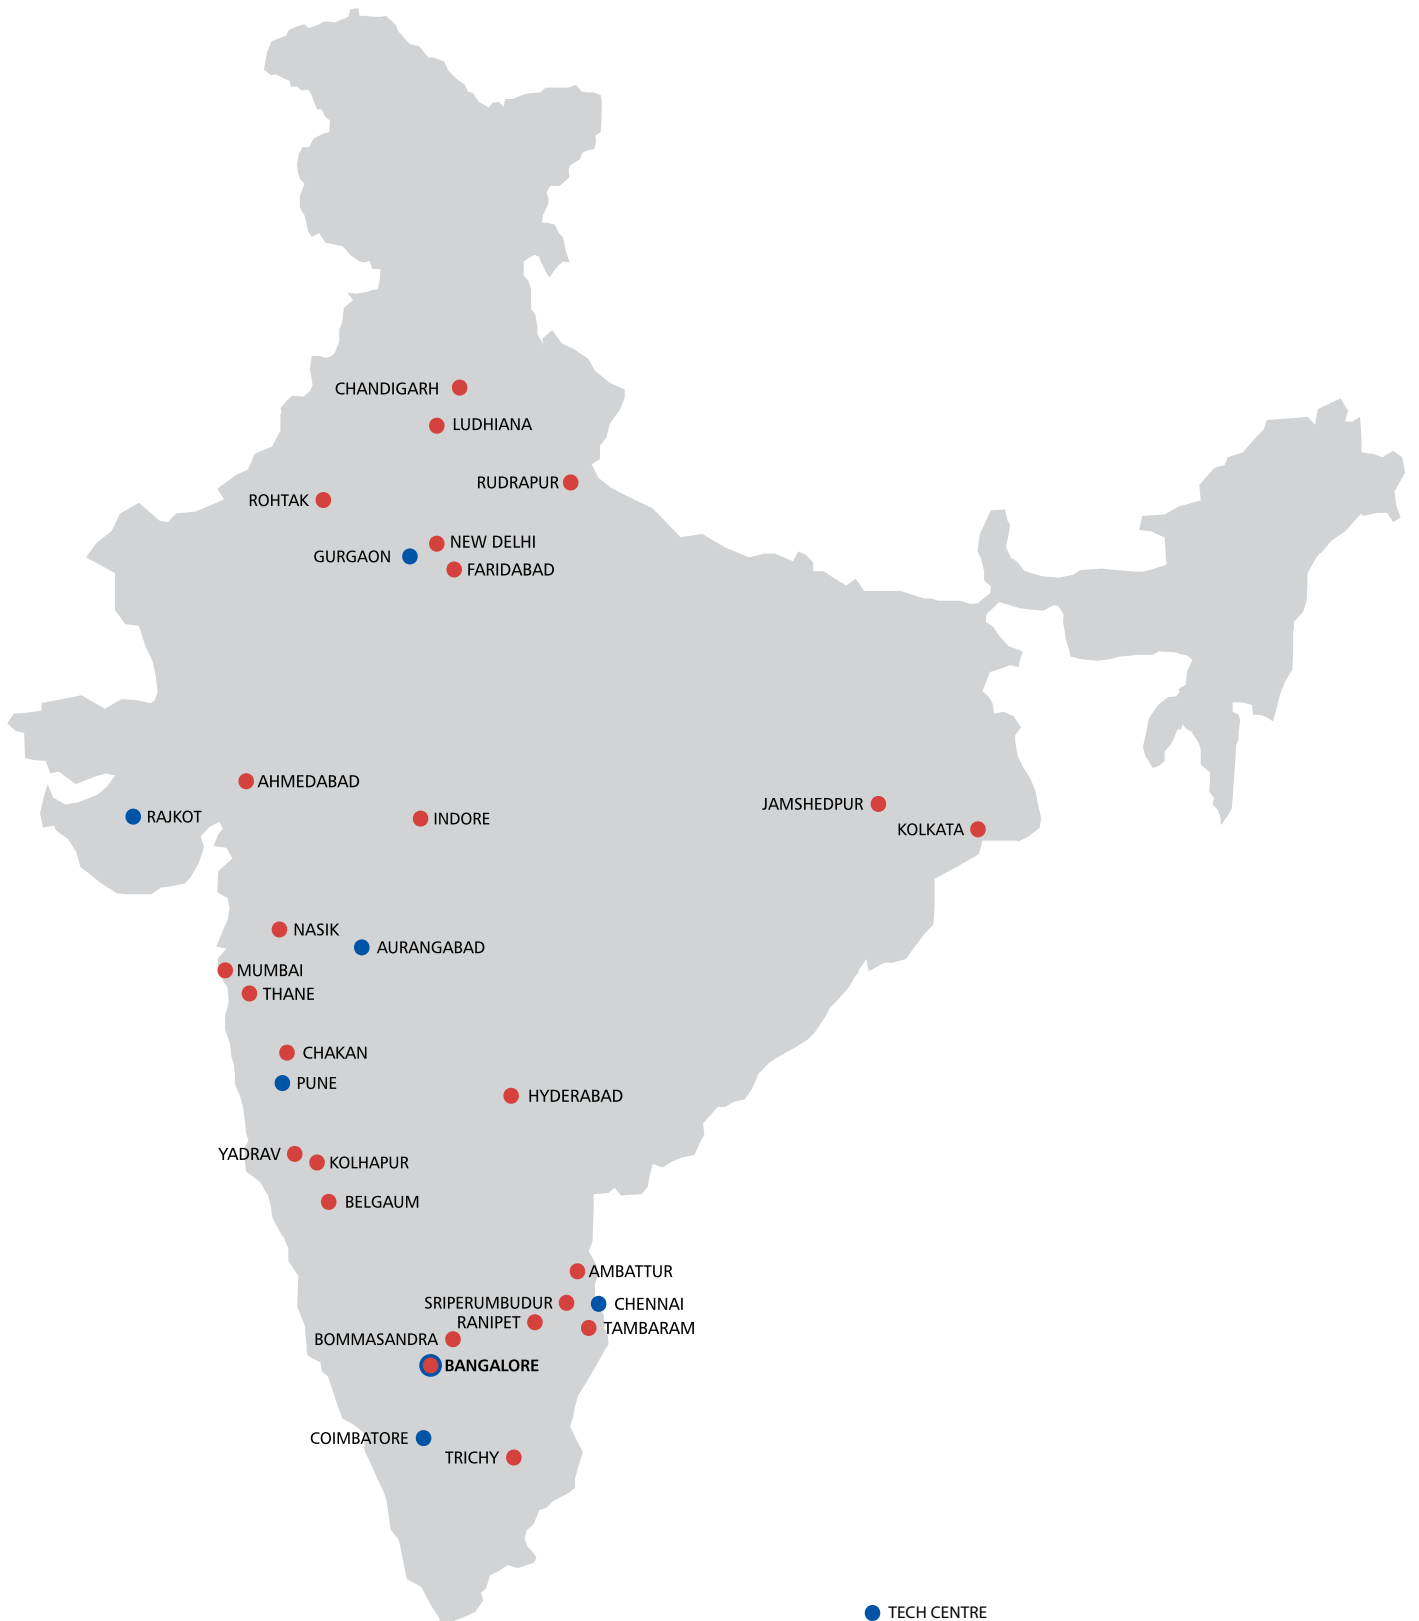 CHANDIGARH
LUDHIANA
RUDRAPUR
ROHTAK
NEW DELHI
GURGAON
FARIDABAD
AHMEDABAD
JAMSHEDPUR
RAJKOT
INDORE
KOLKATA
NASIK
AURANGABAD
MUMBAI
THANE
CHAKAN
PUNE
HYDERABAD
YADRAV
KOLHAPUR
BELGAUM
AMBATTUR
SRIPERUMBUDUR
CHENNAI
RANIPET
TAMBARAM
BOMMASANDRA
BANGALORE
COIMBATORE
TRICHY
TECH CENTRE